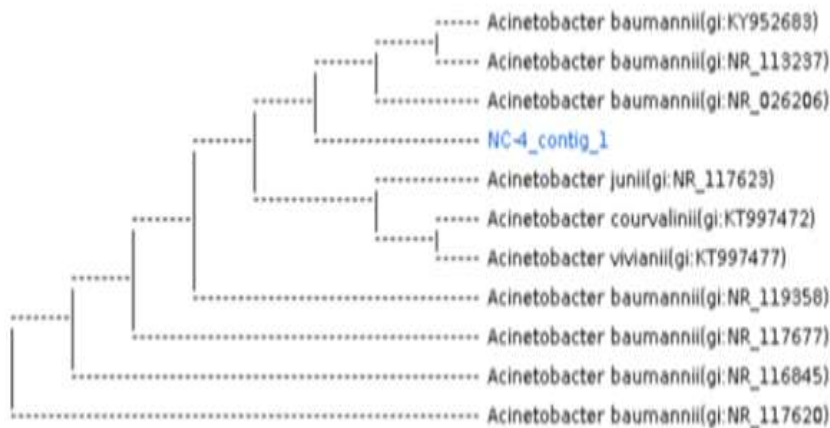 Acinetobacter baumannii(gi:KY952683)
Acinetobacter baumannii(gi:NR_113237)
Acinetobacter baumannii(gi:NR_026206)
NC-4_contig_1
Acinetobacter junii(gi:NR_117623)
Acinetobacter courvalinii(gi:KT997472)
Acinetobacter vivianii(gi:KT997477)
Acinetobacter baumannii(gi:NR_119358)
Acinetobacter baumannii(gi:NR_117677)
Acinetobacter baumannii(gi:NR_116845)
Acinetobacter baumannii(gi:NR_117620)